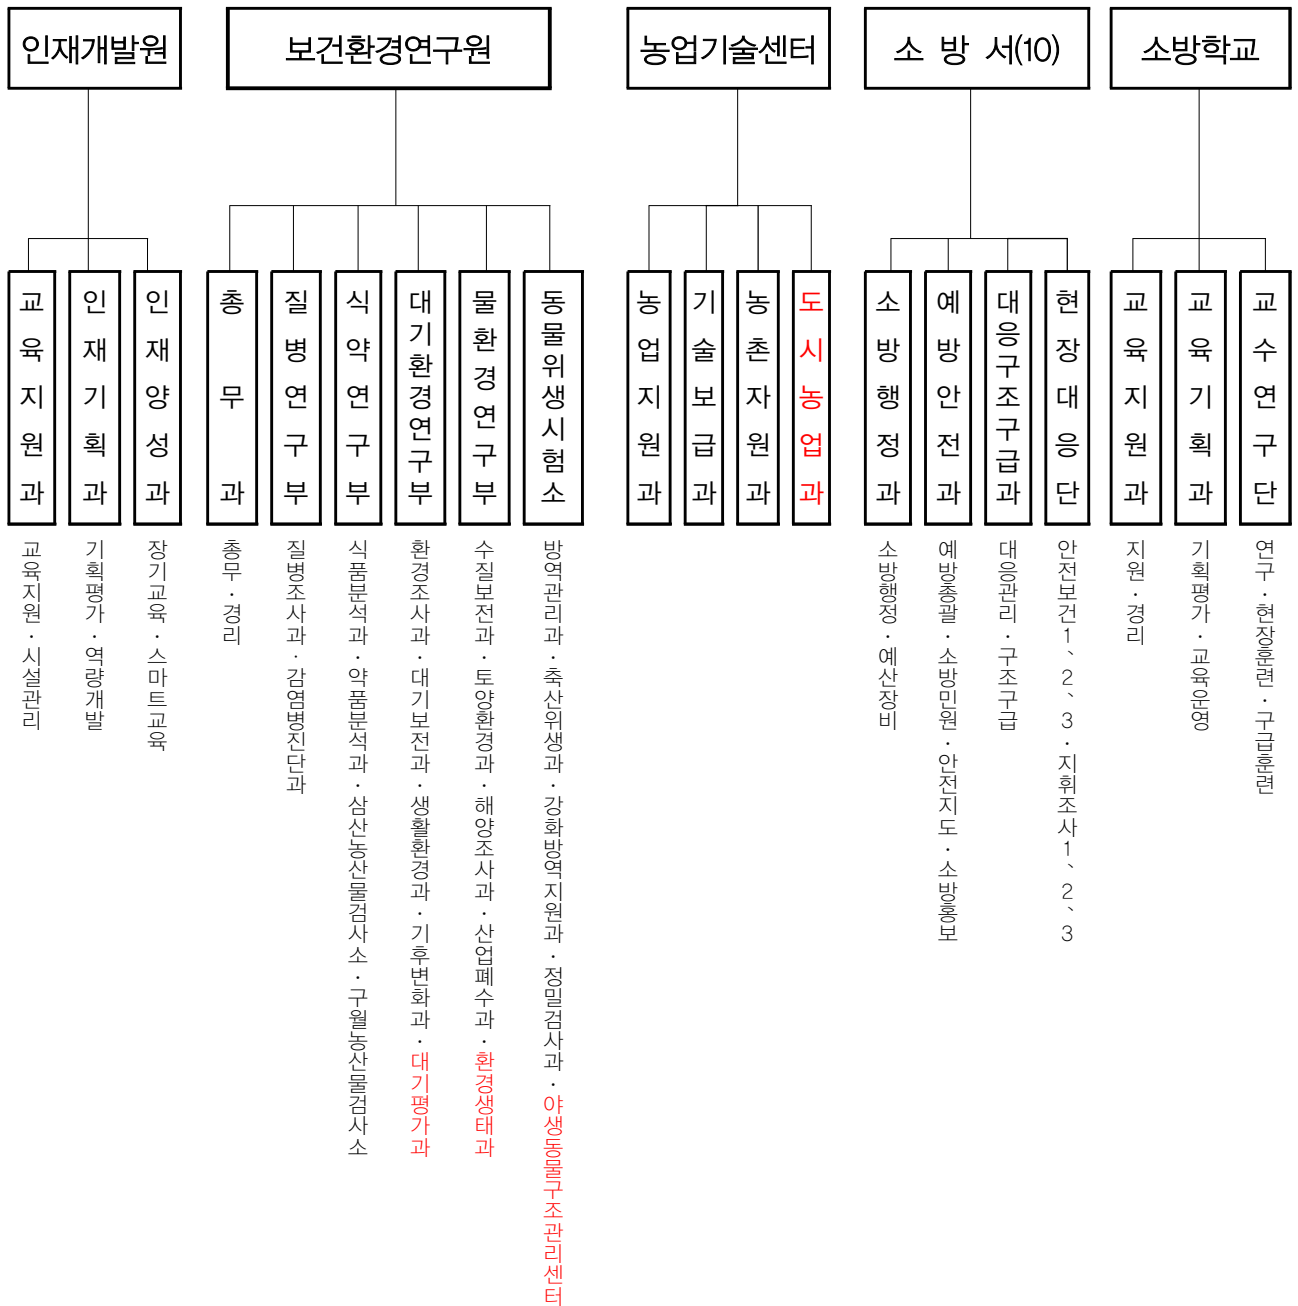 인재개발원
보건환경연구원
농업기술센터
소 방 서(10)
소방학교
교육지원과
인재기획과
인재양성과
총무과
질병연구부
식약연구부
대기환경연구부
물환경연구부
동물위생시험소
농업지원과
기술보급과
농촌자원과
도시농업과
소방행정과
예방안전과
대응구조구급과
현장대응단
교육지원과
교육기획과
교수연구단
교육지원·시설관리
기획평가·역량개발
장기교육·스마트교육
총무·경리
질병조사과·감염병진단과
식품분석과·약품분석과·삼산농산물검사소·구월농산물검사소
환경조사과·대기보전과·생활환경과·기후변화과·대기평가과
수질보전과·토양환경과·해양조사과·산업폐수과·환경생태과
방역관리과·축산위생과·강화방역지원과·정밀검사과·야생동물구조관리센터
소방행정·예산장비
예방총괄·소방민원·안전지도·소방홍보
대응관리·구조구급
안전보건1、2、3·지휘조사1、2、3
지원·경리
기획평가·교육운영
연구·현장훈련·구급훈련